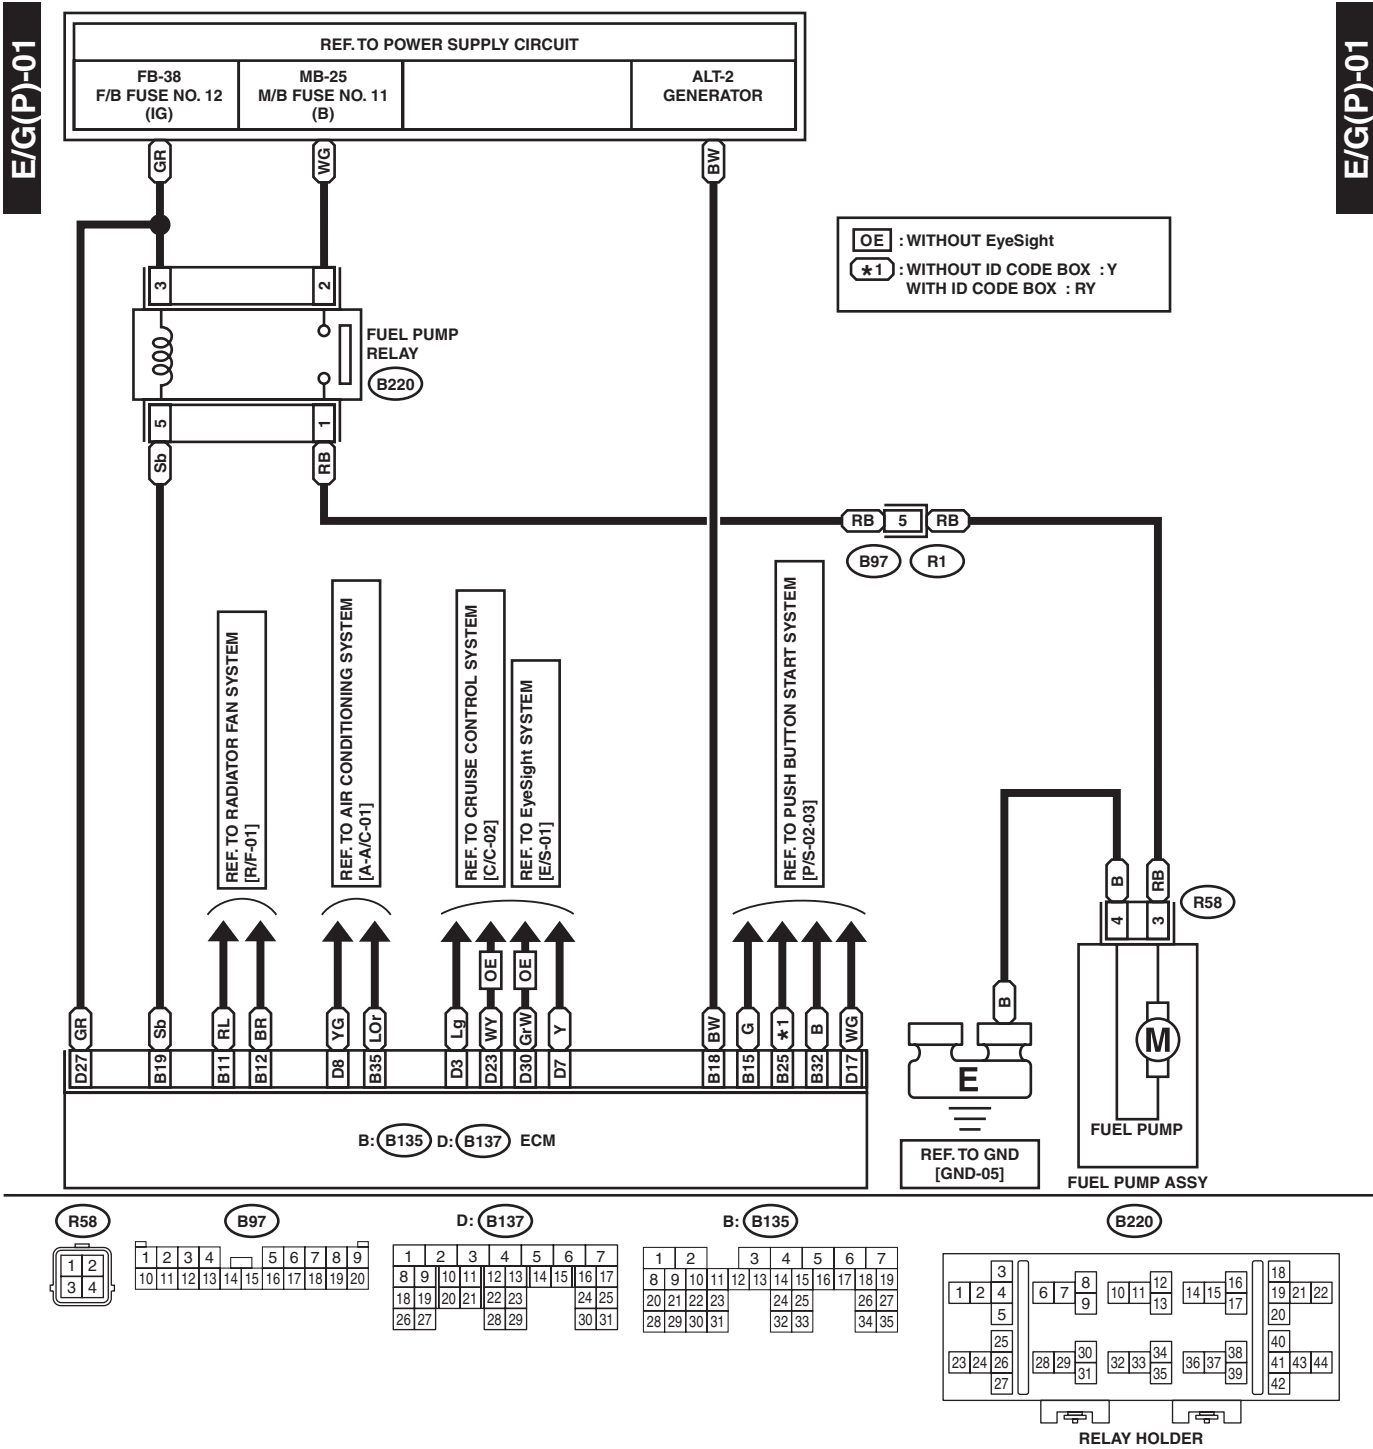 E/G(P)-01
E/G(P)-01
REF. TO POWER SUPPLY CIRCUIT
FB-38
F/B FUSE NO. 12
(IG)
MB-25
M/B FUSE NO. 11
(B)
ALT-2
GENERATOR
GR
WG
BW
OE : WITHOUT EyeSight
*1 : WITHOUT ID CODE BOX : Y
WITH ID CODE BOX : RY
3
2
FUEL PUMP
RELAY
B220
5
1
Sb
RB
RB 5 RB
B97 R1
REF. TO RADIATOR FAN SYSTEM
[R/F-01]
REF. TO AIR CONDITIONING SYSTEM
[A-A/C-01]
REF. TO CRUISE CONTROL SYSTEM
[C/C-02]
REF. TO EyeSight SYSTEM
[E/S-01]
REF. TO PUSH BUTTON START SYSTEM
[P/S-02-03]
B
RB
R58
4
3
OE
OE
B
GR
Sb
RL
BR
YG
LOr
Lg
WY
GrW
Y
BW
G
*1
B
WG
D27
B19
B11
B12
D8
B35
D3
D23
D30
D7
B18
B15
B25
B32
D17
M
E
B: B135 D: B137 ECM
FUEL PUMP
REF. TO GND
[GND-05]
FUEL PUMP ASSY
R58
1 2
3 4
B97
1 2 3 4 5 6 7 8 9
10 11 12 13 14 15 16 17 18 19 20
D: B137
1 2 3 4 5 6 7
8 9 10 11 12 13 14 15 16 17
18 19 20 21 22 23 24 25
26 27 28 29 30 31
B: B135
1 2 3 4 5 6 7
8 9 10 11 12 13 14 15 16 17 18 19
20 21 22 23 24 25 26 27
28 29 30 31 32 33 34 35
B220
3 8 12 16 18
1 2 4 6 7 10 11 14 15 19 21 22
5 9 13 17 20
25 30 34 38 40
23 24 26 28 29 32 33 36 37 41 43 44
27 31 35 39 42
RELAY HOLDER